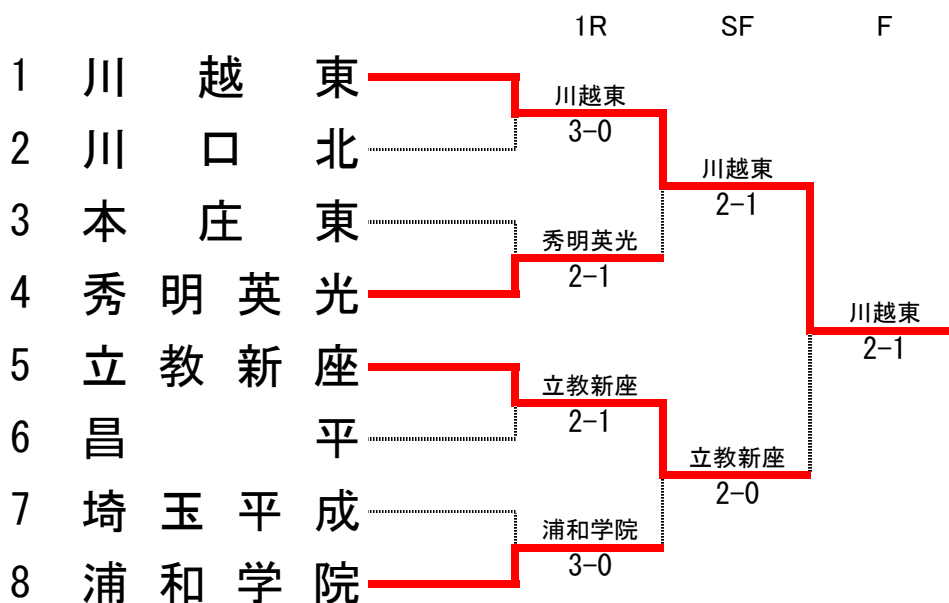 1R SF F
1 川越東
2 川口北
3 本庄東
4 秀明英光
5 立教新座
6 昌平
7 埼玉平成
8 浦和学院
川越東
3-0
秀明英光
2-1
立教新座
2-1
浦和学院
3-0
川越東
2-1
立教新座
2-0
川越東
2-1